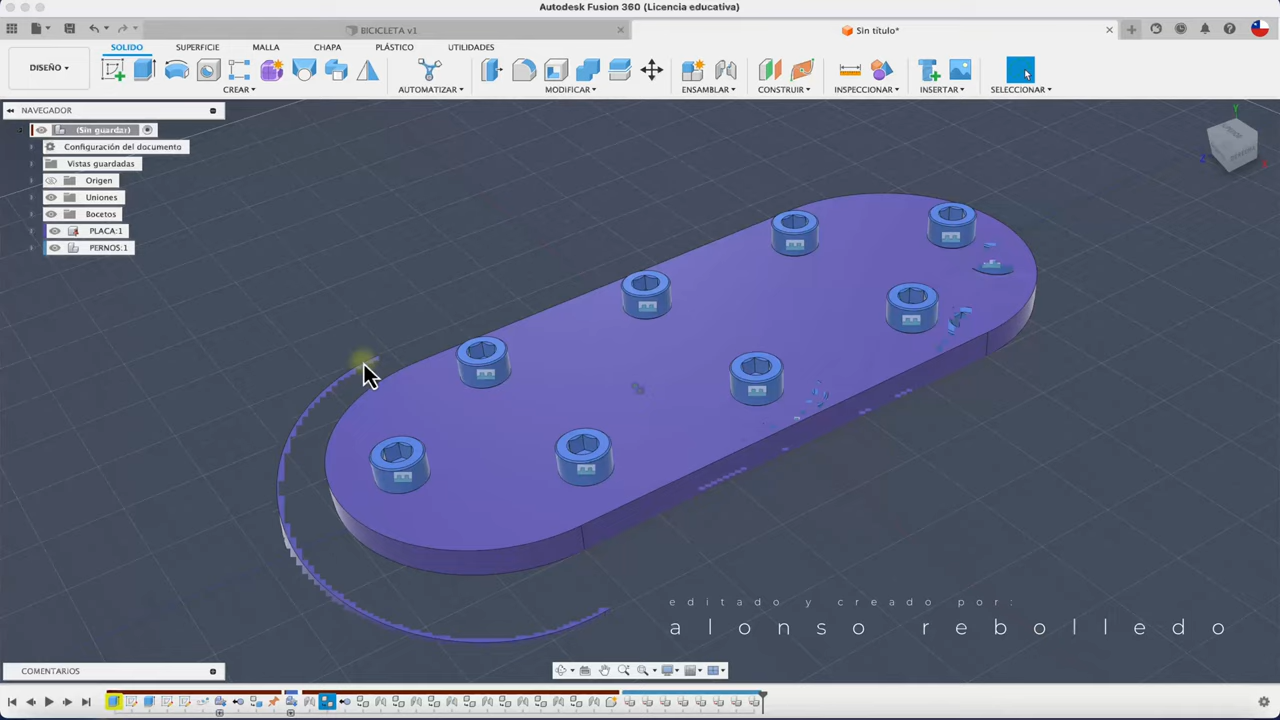 Autodesk Fusion 360 (Licencia educativa)
BICICLETA v1
Sin título*
DISEÑO
SOLIDO
SUPERFICIE
MALLA
CHAPA
PLÁSTICO
UTILIDADES
CREAR
AUTOMATIZAR
MODIFICAR
ENSAMBLAR
CONSTRUIR
INSPECCIONAR
INSERTAR
SELECCIONAR
NAVEGADOR
(Sin guardar)
Configuración del documento
Vistas guardadas
Origen
Uniones
Bocetos
PLACA:1
PERNOS:1
Y
Z
X
editado y creado por:
alonso rebolledo
COMENTARIOS